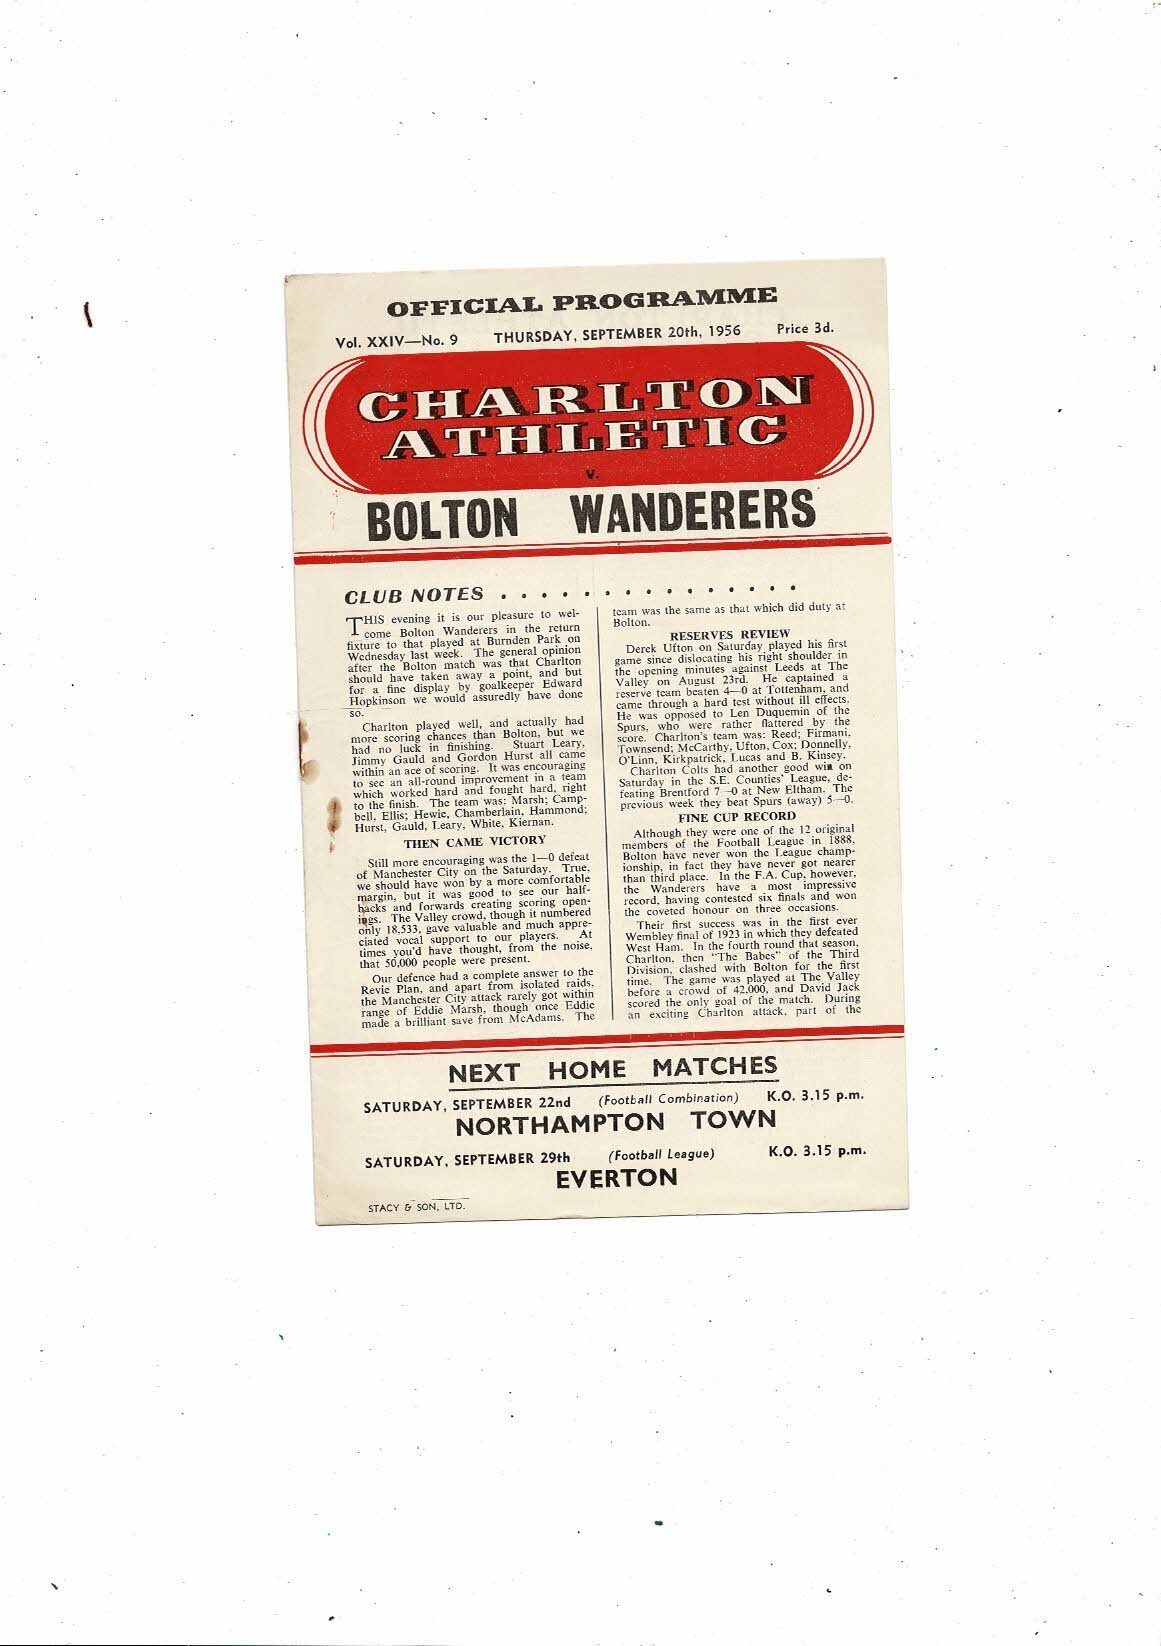 OFFICIAL PROGRAMME
Vol. XXIV—No. 9 THURSDAY, SEPTEMBER 20th, 1956 Price 3d.
CHARLTON
ATHLETIC
v.
BOLTON WANDERERS
CLUB NOTES . . . . . . . . . . . . . . .
THIS evening it is our pleasure to wel-
come Bolton Wanderers in the return
fixture to that played at Burnden Park on
Wednesday last week. The general opinion
after the Bolton match was that Charlton
should have taken away a point, and but
for a fine display by goalkeeper Edward
Hopkinson we would assuredly have done
so.
Charlton played well, and actually had
more scoring chances than Bolton, but we
had no luck in finishing. Stuart Leary,
Jimmy Gauld and Gordon Hurst all came
within an ace of scoring. It was encouraging
to see an all-round improvement in a team
which worked hard and fought hard, right
to the finish. The team was: Marsh; Camp-
bell, Ellis; Hewie, Chamberlain, Hammond;
Hurst, Gauld, Leary, White, Kiernan.
THEN CAME VICTORY
Still more encouraging was the 1—0 defeat
of Manchester City on the Saturday. True,
we should have won by a more comfortable
margin, but it was good to see our half-
backs and forwards creating scoring open-
ings. The Valley crowd, though it numbered
only 18,533, gave valuable and much appre-
ciated vocal support to our players. At
times you'd have thought, from the noise,
that 50,000 people were present.
Our defence had a complete answer to the
Revie Plan, and apart from isolated raids,
the Manchester City attack rarely got within
range of Eddie Marsh, though once Eddie
made a brilliant save from McAdams. The
team was the same as that which did duty at
Bolton.
RESERVES REVIEW
Derek Ufton on Saturday played his first
game since dislocating his right shoulder in
the opening minutes against Leeds at The
Valley on August 23rd. He captained a
reserve team beaten 4—0 at Tottenham, and
came through a hard test without ill effects.
He was opposed to Len Duquemin of the
Spurs, who were rather flattered by the
score. Charlton's team was: Reed; Firmani,
Townsend; McCarthy, Ufton, Cox; Donnelly,
O'Linn, Kirkpatrick, Lucas and B. Kinsey.
Charlton Colts had another good win on
Saturday in the S.E. Counties' League, de-
feating Brentford 7—0 at New Eltham. The
previous week they beat Spurs (away) 5—0.
FINE CUP RECORD
Although they were one of the 12 original
members of the Football League in 1888,
Bolton have never won the League champ-
ionship, in fact they have never got nearer
than third place. In the F.A. Cup, however,
the Wanderers have a most impressive
record, having contested six finals and won
the coveted honour on three occasions.
Their first success was in the first ever
Wembley final of 1923 in which they defeated
West Ham. In the fourth round that season,
Charlton, then "The Babes" of the Third
Division, clashed with Bolton for the first
time. The game was played at The Valley
before a crowd of 42,000, and David Jack
scored the only goal of the match. During
an exciting Charlton attack, part of the
NEXT HOME MATCHES
SATURDAY, SEPTEMBER 22nd (Football Combination) K.O. 3.15 p.m.
NORTHAMPTON TOWN
SATURDAY, SEPTEMBER 29th (Football League) K.O. 3.15 p.m.
EVERTON
STACY & SON, LTD.